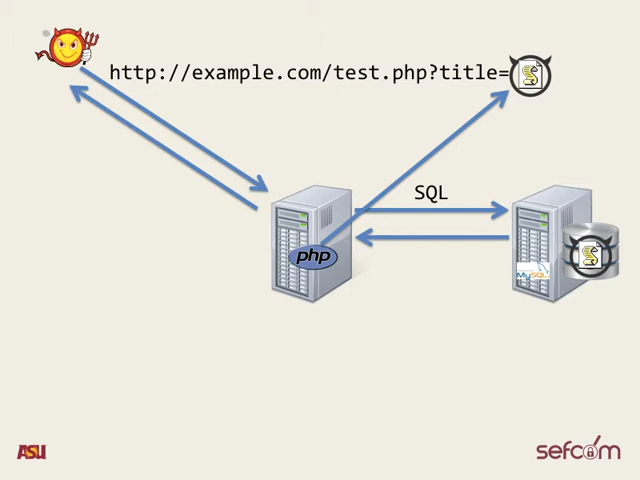 http://example.com/test.php?title=
SQL
php
MySQL
ASU
sefcom